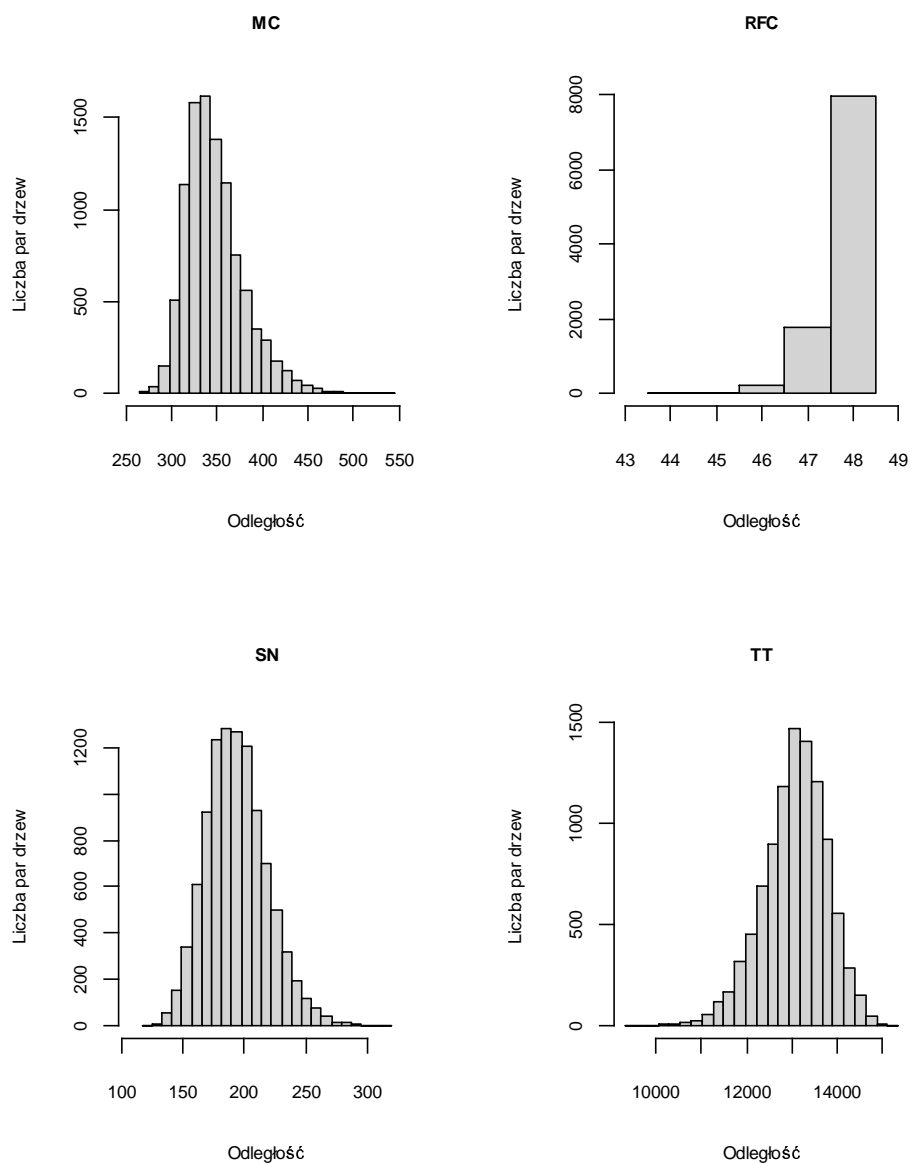 MC
Liczba par drzew
0 500 1000 1500
250 300 350 400 450 500 550
Odległość
RFC
Liczba par drzew
0 2000 4000 6000 8000
43 44 45 46 47 48 49
Odległość
SN
Liczba par drzew
0 200 400 600 800 1200
100 150 200 250 300
Odległość
TT
Liczba par drzew
0 500 1000 1500
10000 12000 14000
Odległość